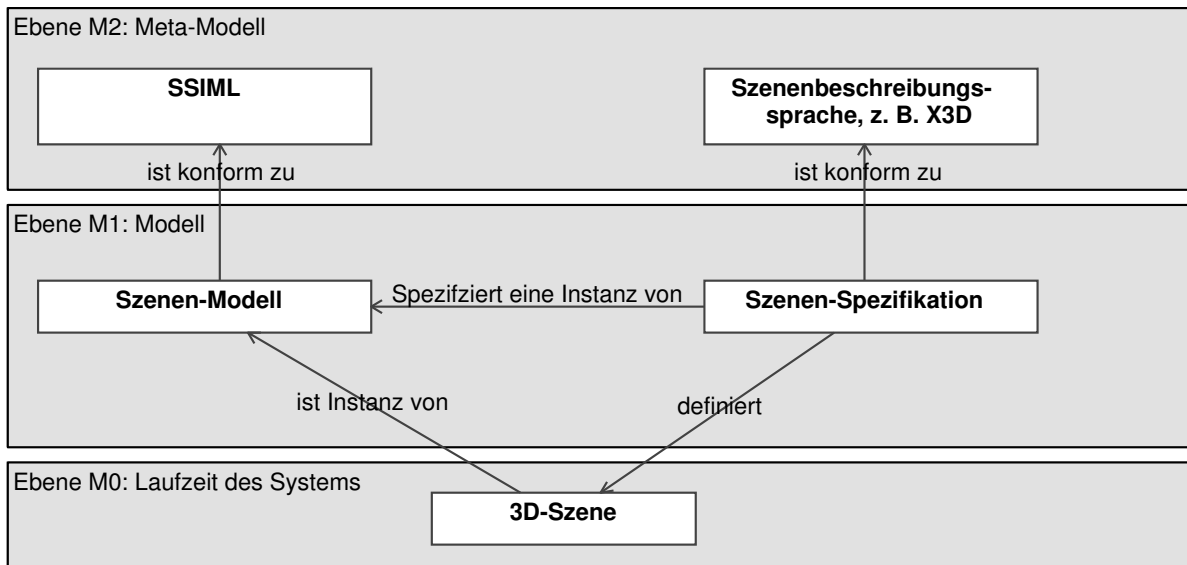 Ebene M2: Meta-Modell
SSIML
Szenenbeschreibungs-
sprache, z. B. X3D
ist konform zu
ist konform zu
Ebene M1: Modell
Szenen-Modell
Spezifziert eine Instanz von
Szenen-Spezifikation
ist Instanz von
definiert
Ebene M0: Laufzeit des Systems
3D-Szene